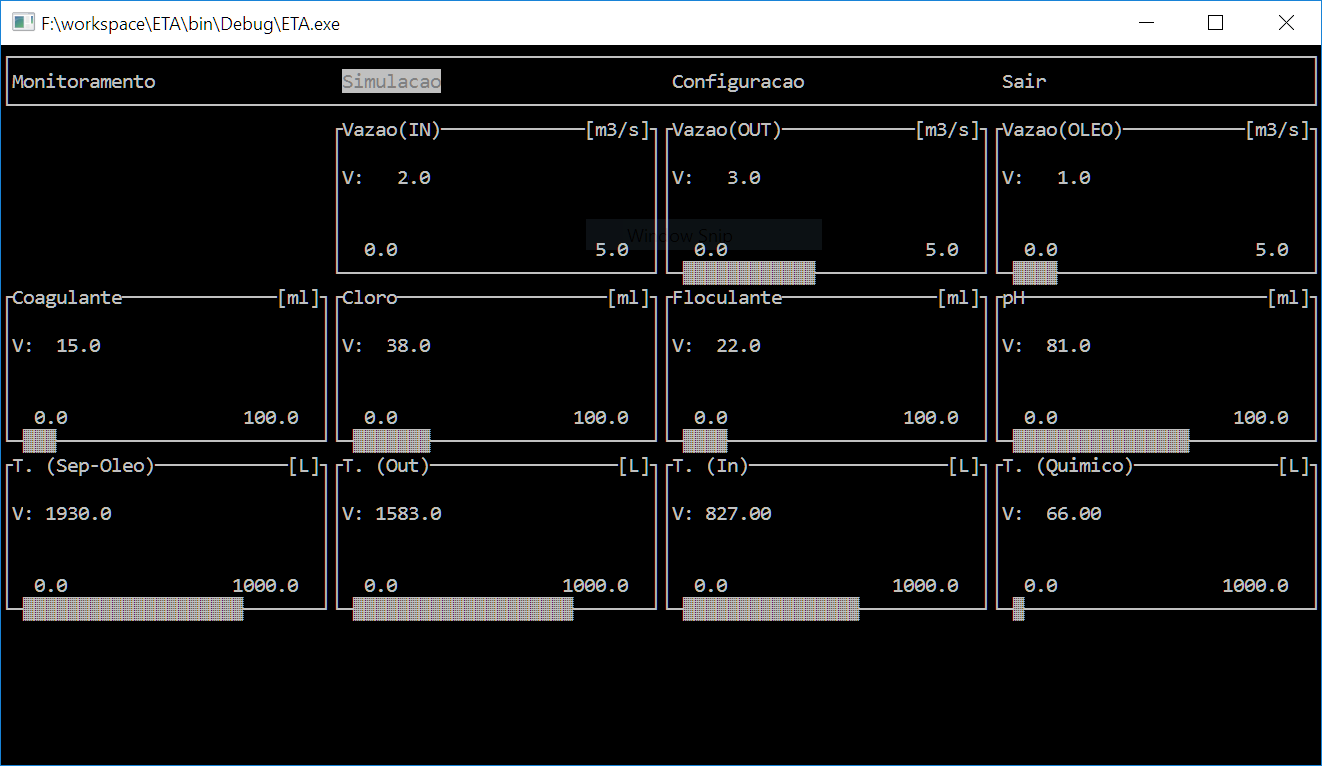 F:\workspace\ETA\bin\Debug\ETA.exe
Monitoramento Simulacao Configuracao Sair
Vazao(IN) [m3/s] Vazao(OUT) [m3/s] Vazao(OLEO) [m3/s]
V: 2.0 V: 3.0 V: 1.0
Window Snip
0.0 5.0 0.0 5.0 0.0 5.0
Coagulante [ml] Cloro [ml] Floculante [ml] pH [ml]
V: 15.0 V: 38.0 V: 22.0 V: 81.0
0.0 100.0 0.0 100.0 0.0 100.0 0.0 100.0
T. (Sep-Oleo) [L] T. (Out) [L] T. (In) [L] T. (Quimico) [L]
V: 1930.0 V: 1583.0 V: 827.00 V: 66.00
0.0 1000.0 0.0 1000.0 0.0 1000.0 0.0 1000.0